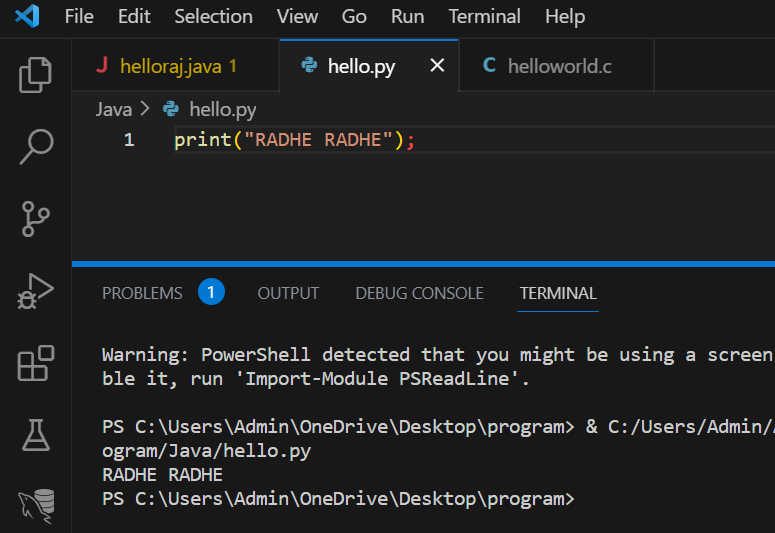 File Edit Selection View Go Run Terminal Help
J helloraj.java 1 hello.py × C helloworld.c
Java > hello.py
1 print("RADHE RADHE");
PROBLEMS 1 OUTPUT DEBUG CONSOLE TERMINAL
Warning: PowerShell detected that you might be using a screen
ble it, run 'Import-Module PSReadLine'.
PS C:\Users\Admin\OneDrive\Desktop\program> & C:/Users/Admin/
ogram/Java/hello.py
RADHE RADHE
PS C:\Users\Admin\OneDrive\Desktop\program>